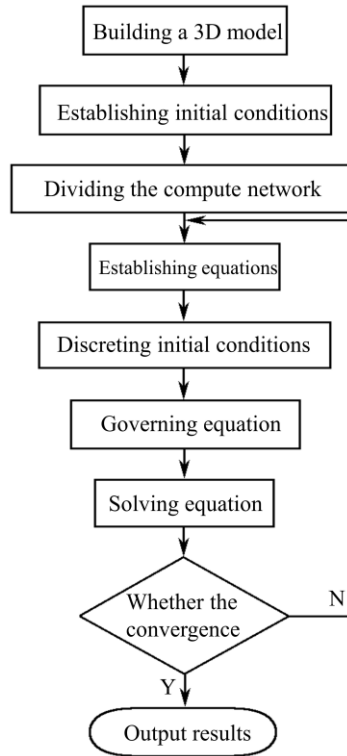 Building a 3D model
Establishing initial conditions
Dividing the compute network
Establishing equations
Discreting initial conditions
Governing equation
Solving equation
Whether the
convergence
N
Y
Output results